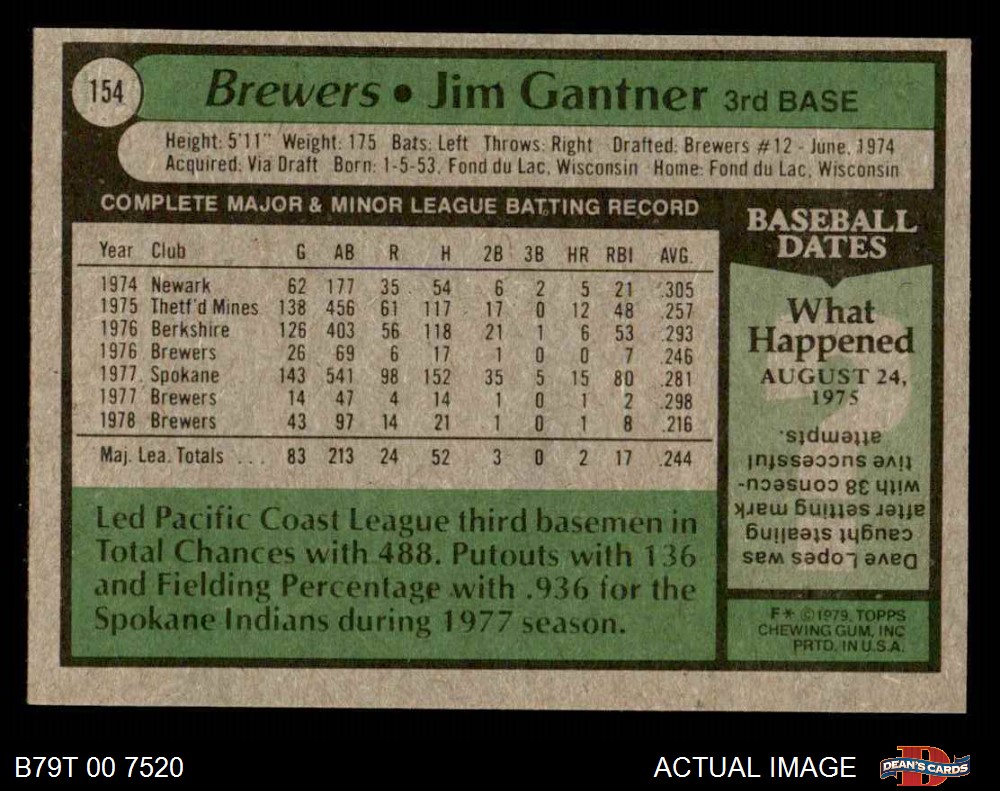 154
Brewers • Jim Gantner 3rd BASE
Height: 5'11" Weight: 175 Bats: Left Throws: Right Drafted: Brewers #12 - June, 1974
Acquired: Via Draft Born: 1-5-53, Fond du Lac, Wisconsin Home: Fond du Lac, Wisconsin
COMPLETE MAJOR & MINOR LEAGUE BATTING RECORD
Year Club G AB R H 2B 3B HR RBI AVG.
1974 Newark 62 177 35 54 6 2 5 21 .305
1975 Thetf'd Mines 138 456 61 117 17 0 12 48 .257
1976 Berkshire 126 403 56 118 21 1 6 53 .293
1976 Brewers 26 69 6 17 1 0 0 7 .246
1977 Spokane 143 541 98 152 35 5 15 80 .281
1977 Brewers 14 47 4 14 1 0 1 2 .298
1978 Brewers 43 97 14 21 1 0 1 8 .216
Maj. Lea. Totals ... 83 213 24 52 3 0 2 17 .244
Led Pacific Coast League third basemen in
Total Chances with 488. Putouts with 136
and Fielding Percentage with .936 for the
Spokane Indians during 1977 season.
BASEBALL
DATES
What
Happened
AUGUST 24,
1975
Dave Lopes was
caught stealing
after setting mark
with 38 consecu-
tive successful
attempts.
F* ©1979, TOPPS
CHEWING GUM, INC
PRTD. IN U.S.A.
B79T 00 7520
ACTUAL IMAGE
D
DEAN'S CARDS